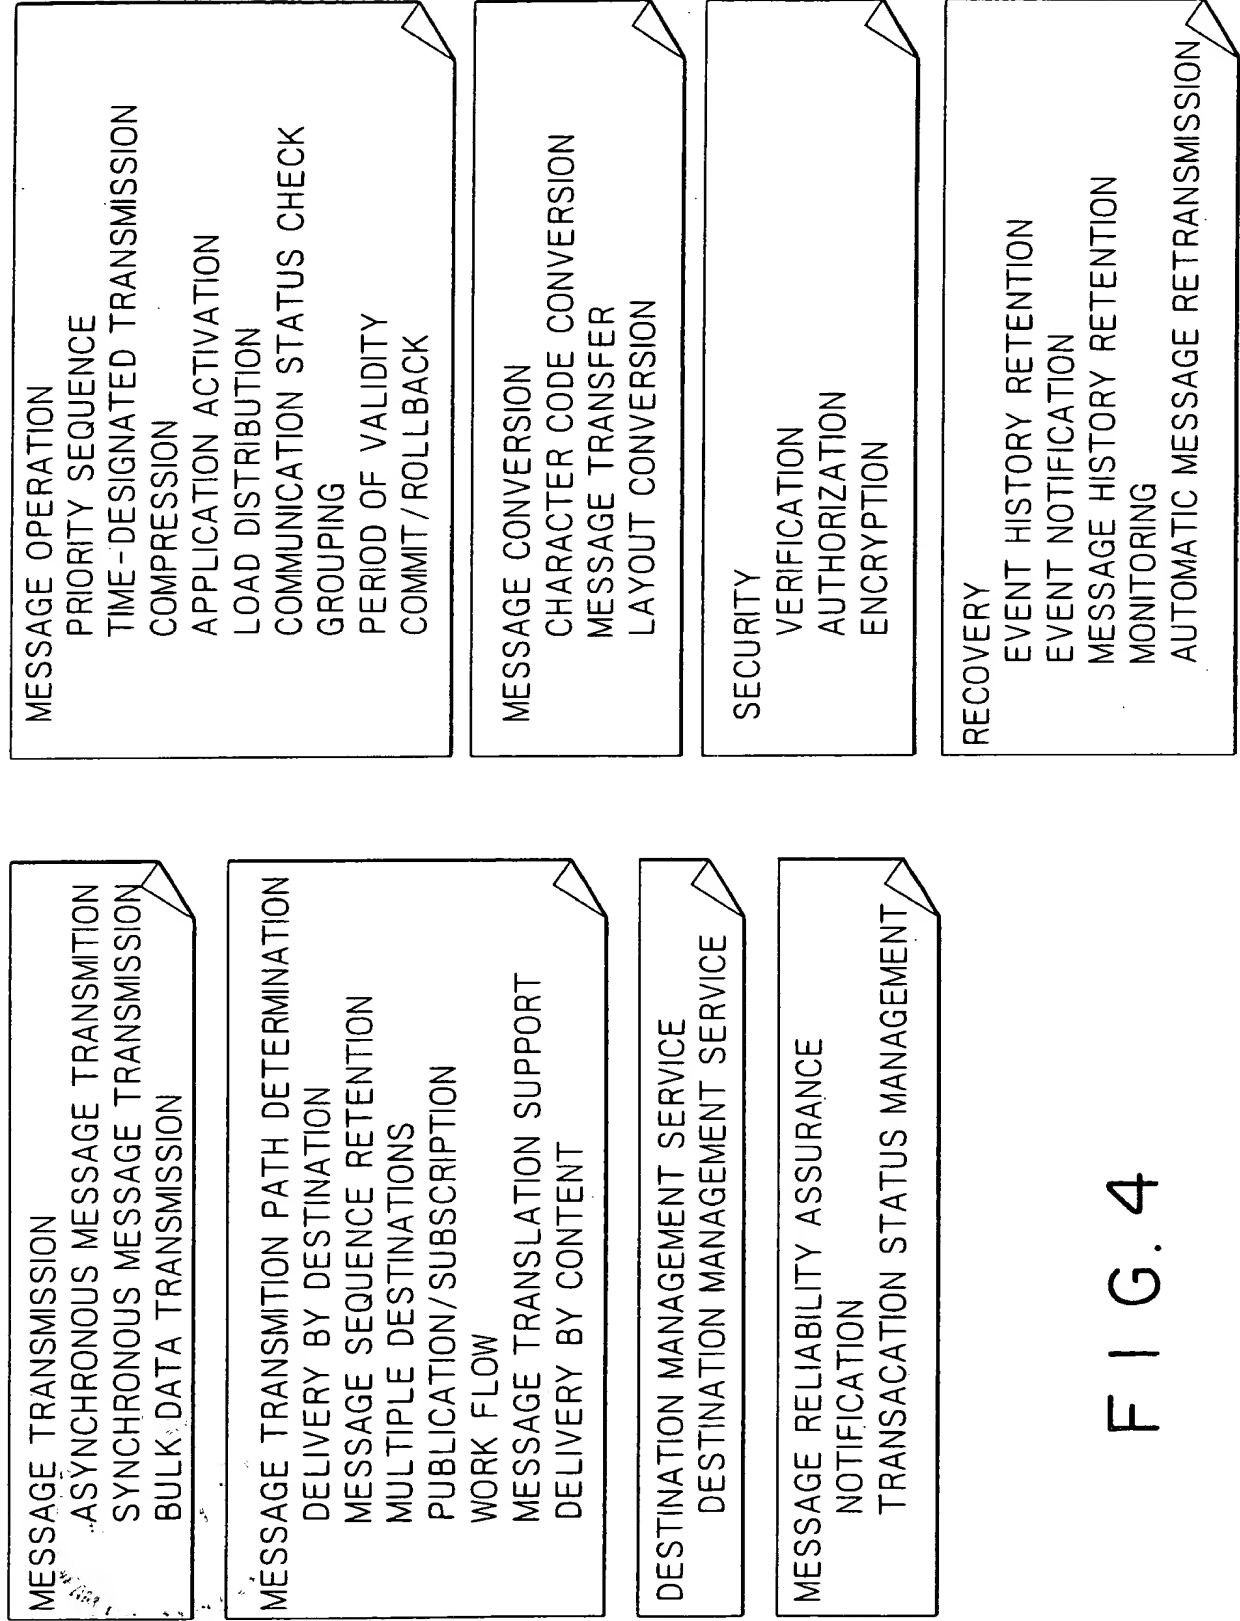 MESSAGE TRANSMISSION
ASYNCHRONOUS MESSAGE TRANSMITION
SYNCHRONOUS MESSAGE TRANSMISSION
BULK DATA TRANSMISSION
MESSAGE TRANSMITION PATH DETERMINATION
DELIVERY BY DESTINATION
MESSAGE SEQUENCE RETENTION
MULTIPLE DESTINATIONS
PUBLICATION/SUBSCRIPTION
WORK FLOW
MESSAGE TRANSLATION SUPPORT
DELIVERY BY CONTENT
DESTINATION MANAGEMENT SERVICE
DESTINATION MANAGEMENT SERVICE
MESSAGE RELIABILITY ASSURANCE
NOTIFICATION
TRANSACATION STATUS MANAGEMENT
MESSAGE OPERATION
PRIORITY SEQUENCE
TIME-DESIGNATED TRANSMISSION
COMPRESSION
APPLICATION ACTIVATION
LOAD DISTRIBUTION
COMMUNICATION STATUS CHECK
GROUPING
PERIOD OF VALIDITY
COMMIT/ROLLBACK
MESSAGE CONVERSION
CHARACTER CODE CONVERSION
MESSAGE TRANSFER
LAYOUT CONVERSION
SECURITY
VERIFICATION
AUTHORIZATION
ENCRYPTION
RECOVERY
EVENT HISTORY RETENTION
EVENT NOTIFICATION
MESSAGE HISTORY RETENTION
MONITORING
AUTOMATIC MESSAGE RETRANSMISSION
FIG. 4